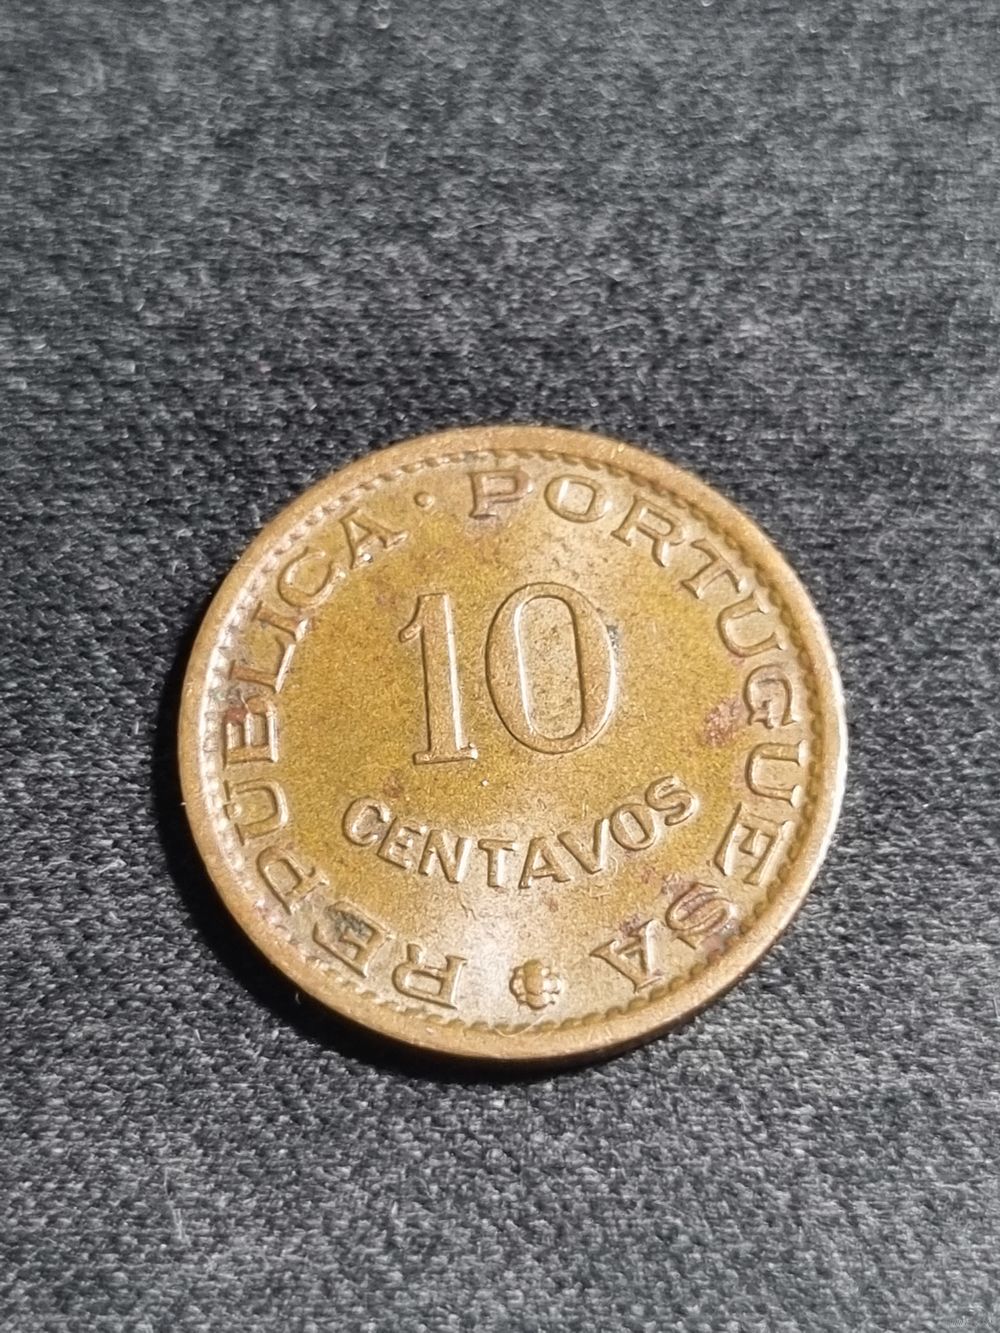 REPUBLICA · PORTUGUESA
10
CENTAVOS